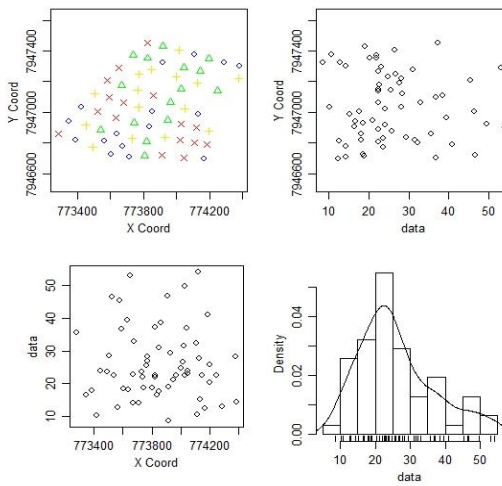 7947400
7947000
7946600
Y Coord
773400 773800 774200
X Coord
7947400
7947000
7946600
Y Coord
10 20 30 40 50
data
50
40
30
20
10
data
773400 773800 774200
X Coord
0.04
0.02
0.00
Density
10 20 30 40 50
data